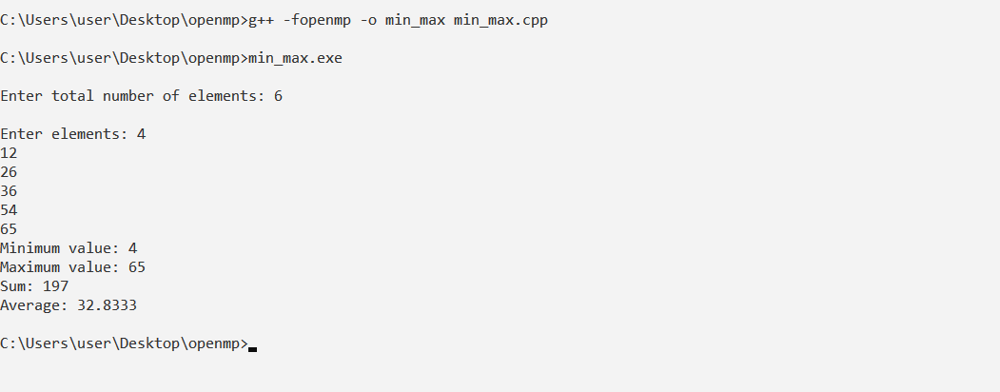 C:\Users\user\Desktop\openmp>g++ -fopenmp -o min_max min_max.cpp
C:\Users\user\Desktop\openmp>min_max.exe
Enter total number of elements: 6
Enter elements: 4
12
26
36
54
65
Minimum value: 4
Maximum value: 65
Sum: 197
Average: 32.8333
C:\Users\user\Desktop\openmp>